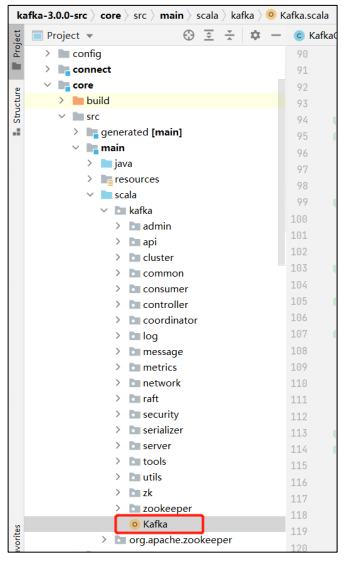 kafka-3.0.0-src 〉 core 〉 src 〉 main 〉 scala 〉 kafka 〉 Kafka.scala
Project
Project
Structure
config
connect
core
build
src
generated [main]
main
java
resources
scala
kafka
admin
api
cluster
common
consumer
controller
coordinator
log
message
metrics
network
raft
security
serializer
server
tools
utils
zk
zookeeper
Kafka
org.apache.zookeeper
C Kafka
90
91
92
93
94
95
96
97
98
99
100
101
102
103
104
105
106
107
108
109
110
111
112
113
114
115
116
117
118
119
120